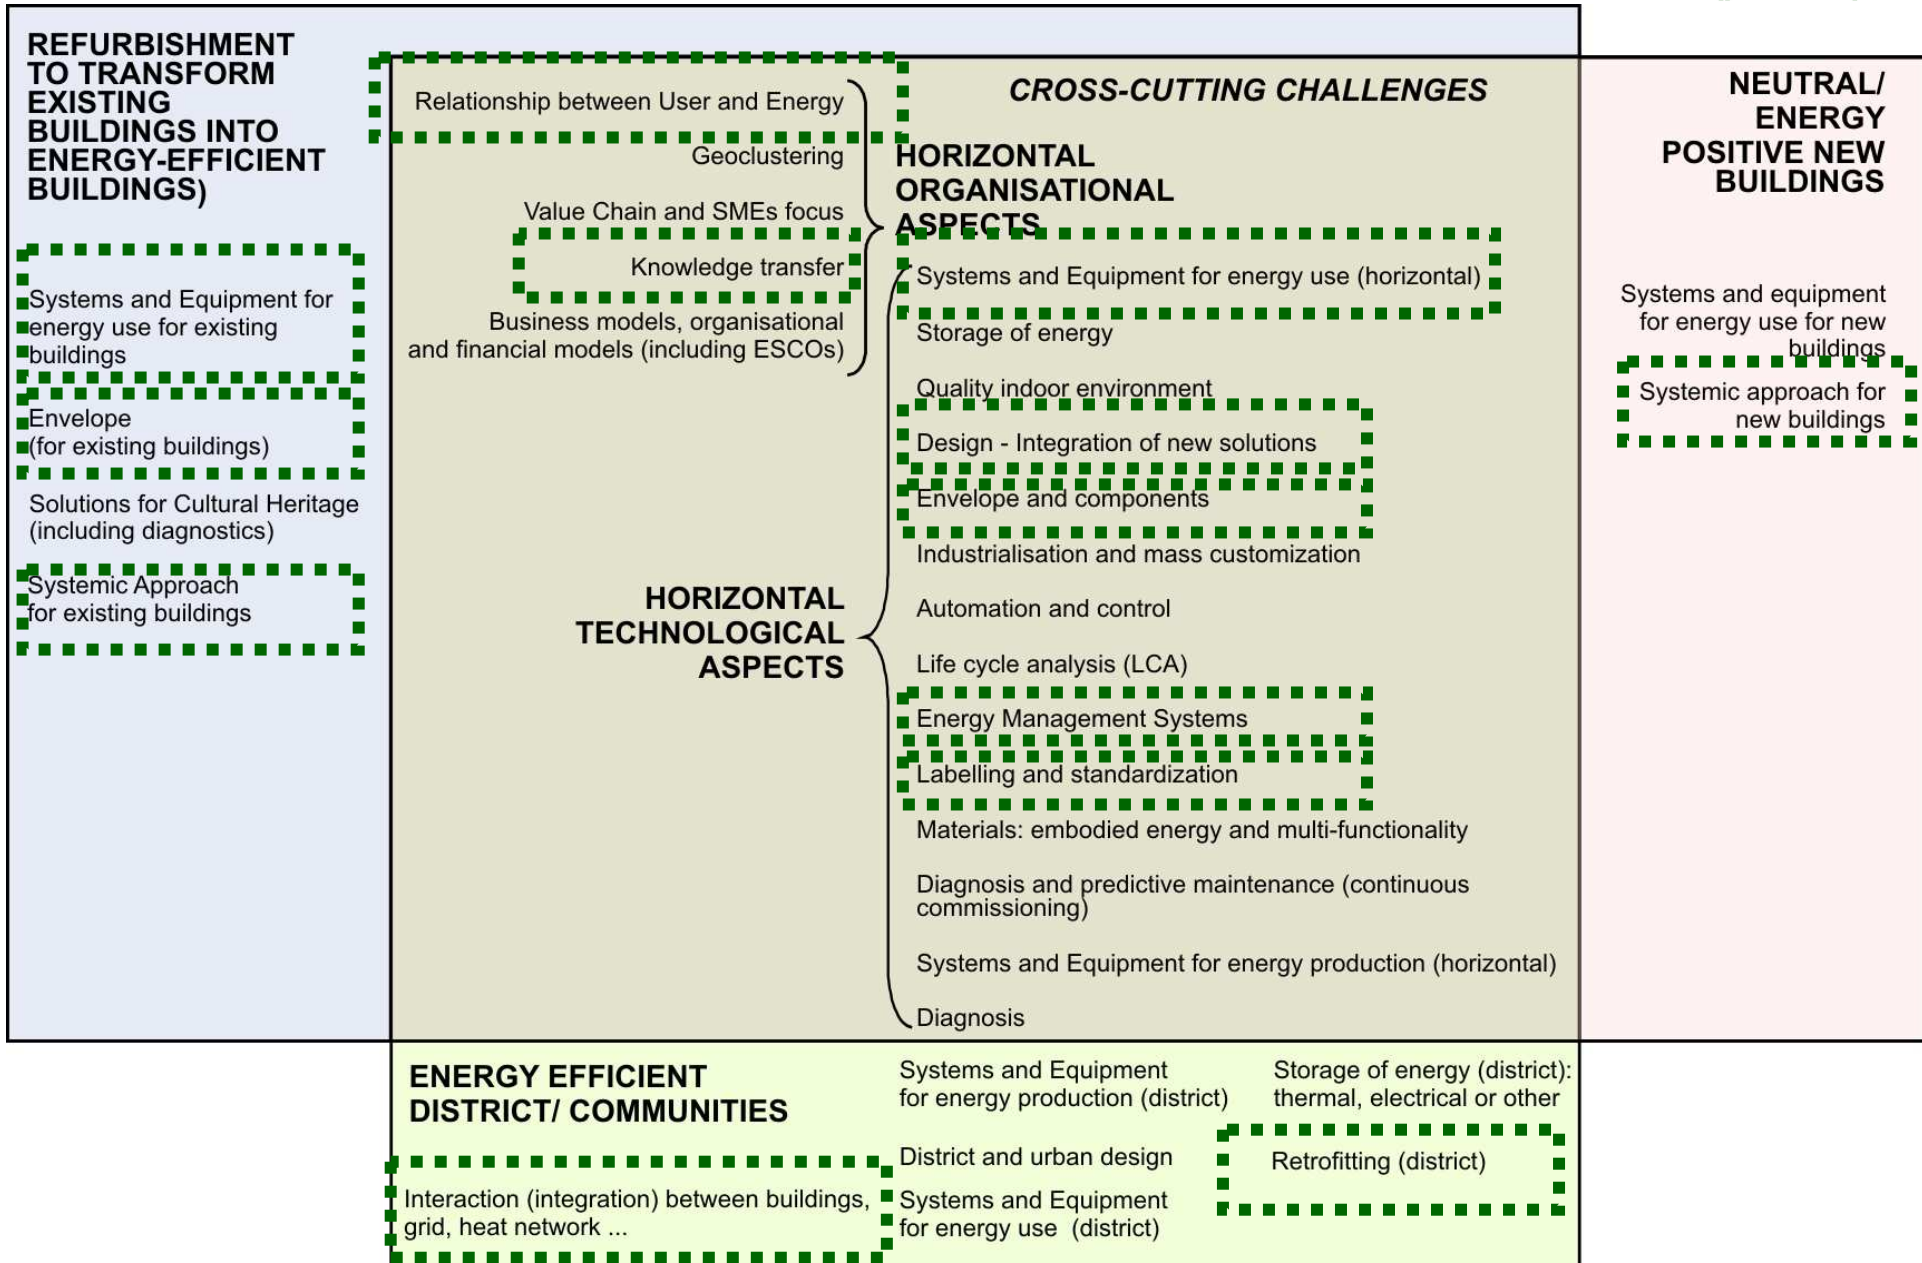 REFURBISHMENT
TO TRANSFORM
EXISTING
BUILDINGS INTO
ENERGY-EFFICIENT
BUILDINGS)
Systems and Equipment for
energy use for existing
buildings
Envelope
(for existing buildings)
Solutions for Cultural Heritage
(including diagnostics)
Systemic Approach
for existing buildings
CROSS-CUTTING CHALLENGES
Relationship between User and Energy
Geoclustering
Value Chain and SMEs focus
Knowledge transfer
Business models, organisational
and financial models (including ESCOs)
HORIZONTAL
ORGANISATIONAL
ASPECTS
HORIZONTAL
TECHNOLOGICAL
ASPECTS
Systems and Equipment for energy use (horizontal)
Storage of energy
Quality indoor environment
Design - Integration of new solutions
Envelope and components
Industrialisation and mass customization
Automation and control
Life cycle analysis (LCA)
Energy Management Systems
Labelling and standardization
Materials: embodied energy and multi-functionality
Diagnosis and predictive maintenance (continuous
commissioning)
Systems and Equipment for energy production (horizontal)
Diagnosis
NEUTRAL/
ENERGY
POSITIVE NEW
BUILDINGS
Systems and equipment
for energy use for new
buildings
Systemic approach for
new buildings
ENERGY EFFICIENT
DISTRICT/ COMMUNITIES
Interaction (integration) between buildings,
grid, heat network ...
Systems and Equipment
for energy production (district)
District and urban design
Systems and Equipment
for energy use (district)
Storage of energy (district):
thermal, electrical or other
Retrofitting (district)